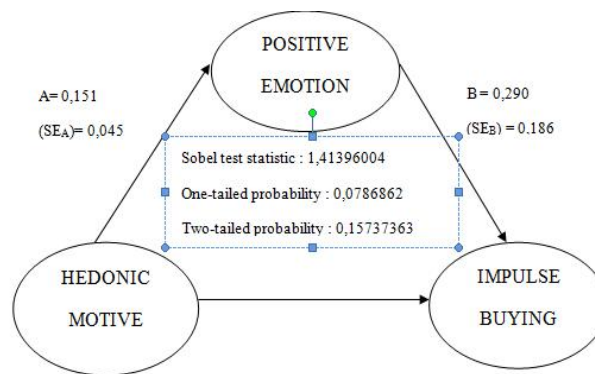 POSITIVE
EMOTION
A= 0,151
(SEA)= 0,045
B = 0,290
(SEB) = 0.186
Sobel test statistic : 1,41396004
One-tailed probability : 0,0786862
Two-tailed probability : 0,15737363
HEDONIC
MOTIVE
IMPULSE
BUYING